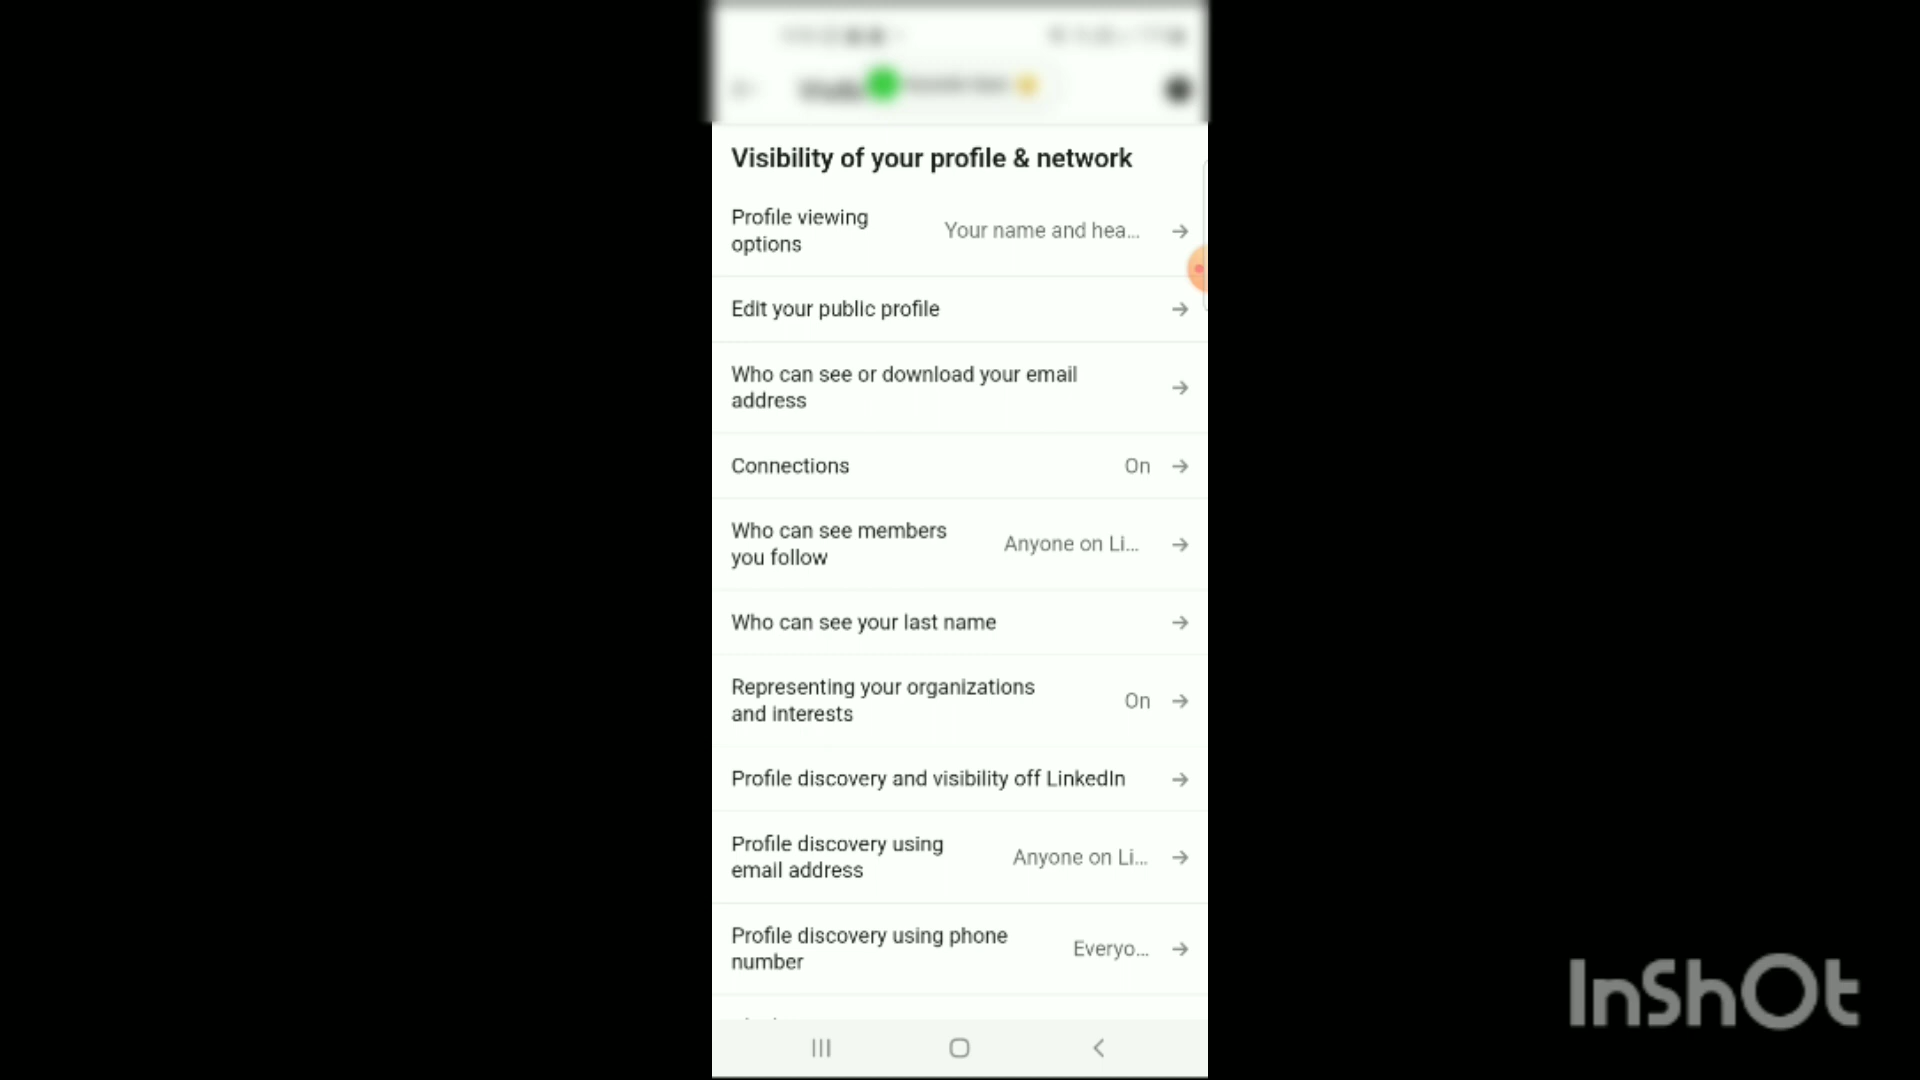 Visibility of your profile & network
Profile viewing
options
Your name and hea...
Edit your public profile
Who can see or download your email
address
Connections
On
Who can see members
you follow
Anyone on Li...
Who can see your last name
Representing your organizations
and interests
On
Profile discovery and visibility off LinkedIn
Profile discovery using
email address
Anyone on Li...
Profile discovery using phone
number
Everyo...
InShOt